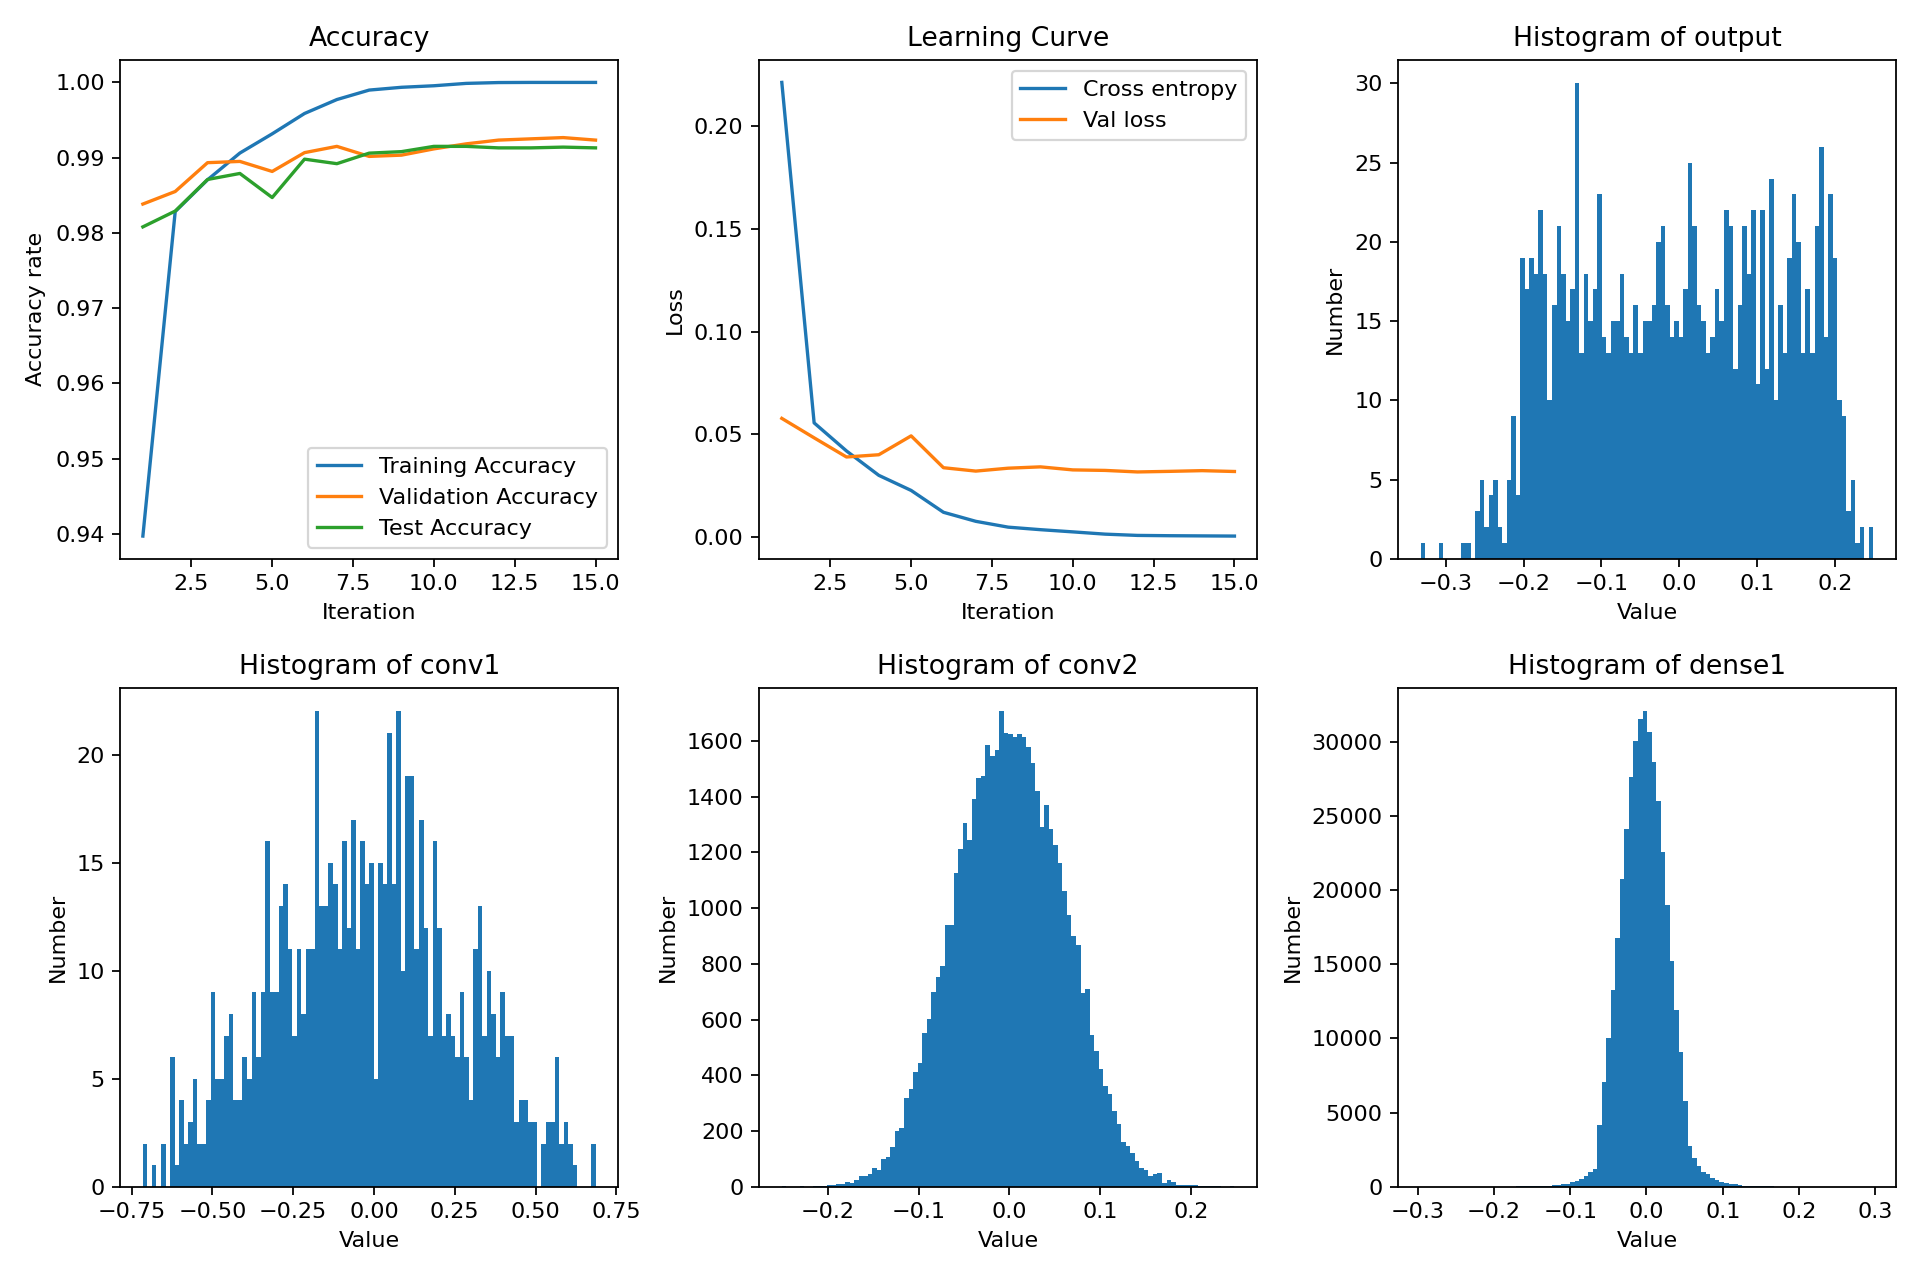 Accuracy
Accuracy rate
1.00
0.99
0.98
0.97
0.96
0.95
0.94
Training Accuracy
Validation Accuracy
Test Accuracy
2.5 5.0 7.5 10.0 12.5 15.0
Iteration
Learning Curve
Loss
0.20
0.15
0.10
0.05
0.00
Cross entropy
Val loss
2.5 5.0 7.5 10.0 12.5 15.0
Iteration
Histogram of output
Number
30
25
20
15
10
5
0
−0.3 −0.2 −0.1 0.0 0.1 0.2
Value
Histogram of conv1
Number
20
15
10
5
0
−0.75 −0.50 −0.25 0.00 0.25 0.50 0.75
Value
Histogram of conv2
Number
1600
1400
1200
1000
800
600
400
200
0
−0.2 −0.1 0.0 0.1 0.2
Value
Histogram of dense1
Number
30000
25000
20000
15000
10000
5000
0
−0.3 −0.2 −0.1 0.0 0.1 0.2 0.3
Value